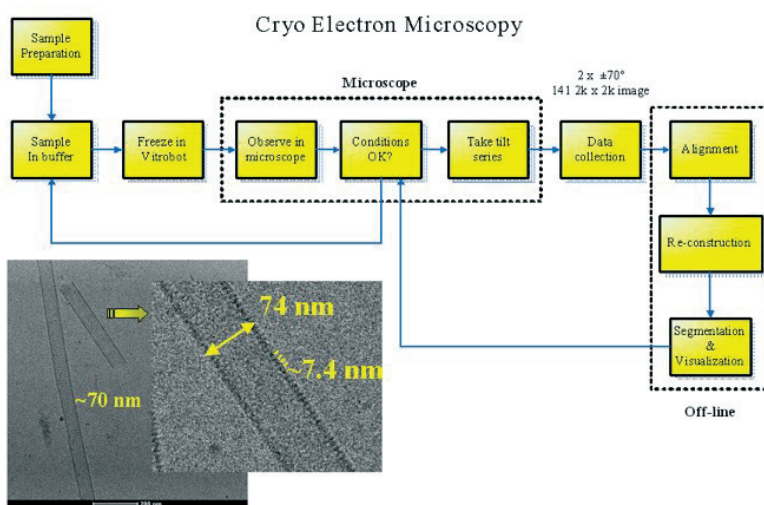 Cryo Electron Microscopy
Sample
Preparation
Microscope
2 x ±70°
141 2k x 2k image
Sample
In buffer
Freeze in
Vitrobot
Observe in
microscope
Conditions
OK?
Take tilt
series
Data
collection
Alignment
Re-construction
Segmentation
&
Visualization
Off-line
74 nm
~7.4 nm
~70 nm
200 nm